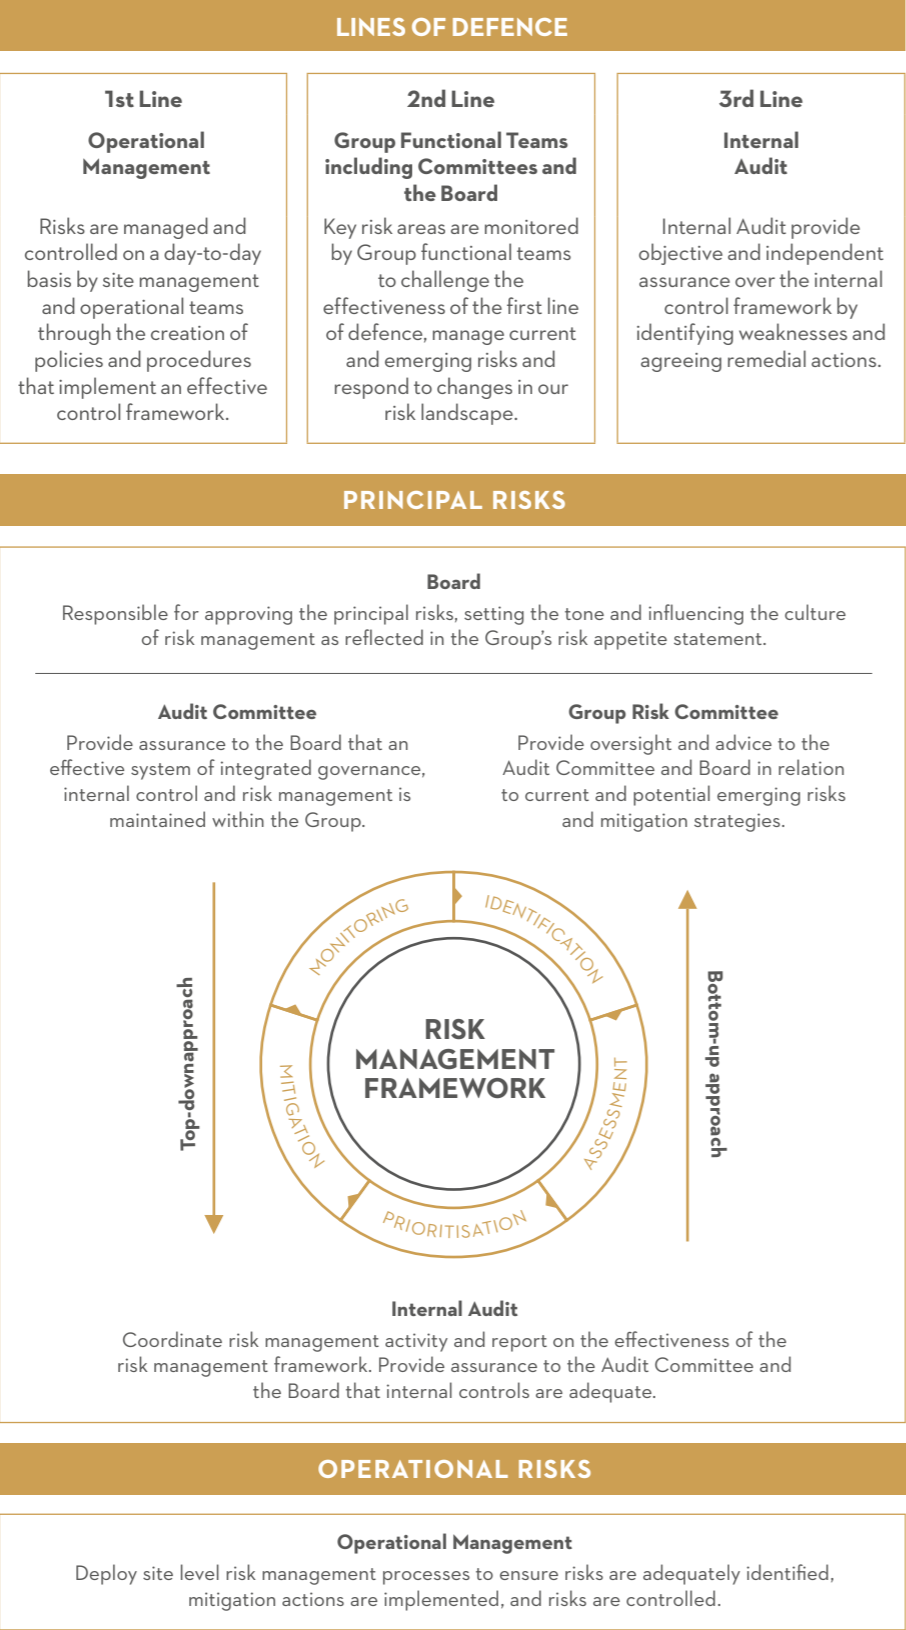 LINES OF DEFENCE
1st Line
Operational
Management
Risks are managed and
controlled on a day-to-day
basis by site management
and operational teams
through the creation of
policies and procedures
that implement an effective
control framework.
2nd Line
Group Functional Teams
including Committees and
the Board
Key risk areas are monitored
by Group functional teams
to challenge the
effectiveness of the first line
of defence, manage current
and emerging risks and
respond to changes in our
risk landscape.
3rd Line
Internal
Audit
Internal Audit provide
objective and independent
assurance over the internal
control framework by
identifying weaknesses and
agreeing remedial actions.
PRINCIPAL RISKS
Board
Responsible for approving the principal risks, setting the tone and influencing the culture
of risk management as reflected in the Group's risk appetite statement.
Audit Committee
Provide assurance to the Board that an
effective system of integrated governance,
internal control and risk management is
maintained within the Group.
Group Risk Committee
Provide oversight and advice to the
Audit Committee and Board in relation
to current and potential emerging risks
and mitigation strategies.
Top-downapproach
MONITORING
IDENTIFICATION
ASSESSMENT
PRIORITISATION
MITIGATION
RISK
MANAGEMENT
FRAMEWORK
Bottom-up approach
Internal Audit
Coordinate risk management activity and report on the effectiveness of the
risk management framework. Provide assurance to the Audit Committee and
the Board that internal controls are adequate.
OPERATIONAL RISKS
Operational Management
Deploy site level risk management processes to ensure risks are adequately identified,
mitigation actions are implemented, and risks are controlled.